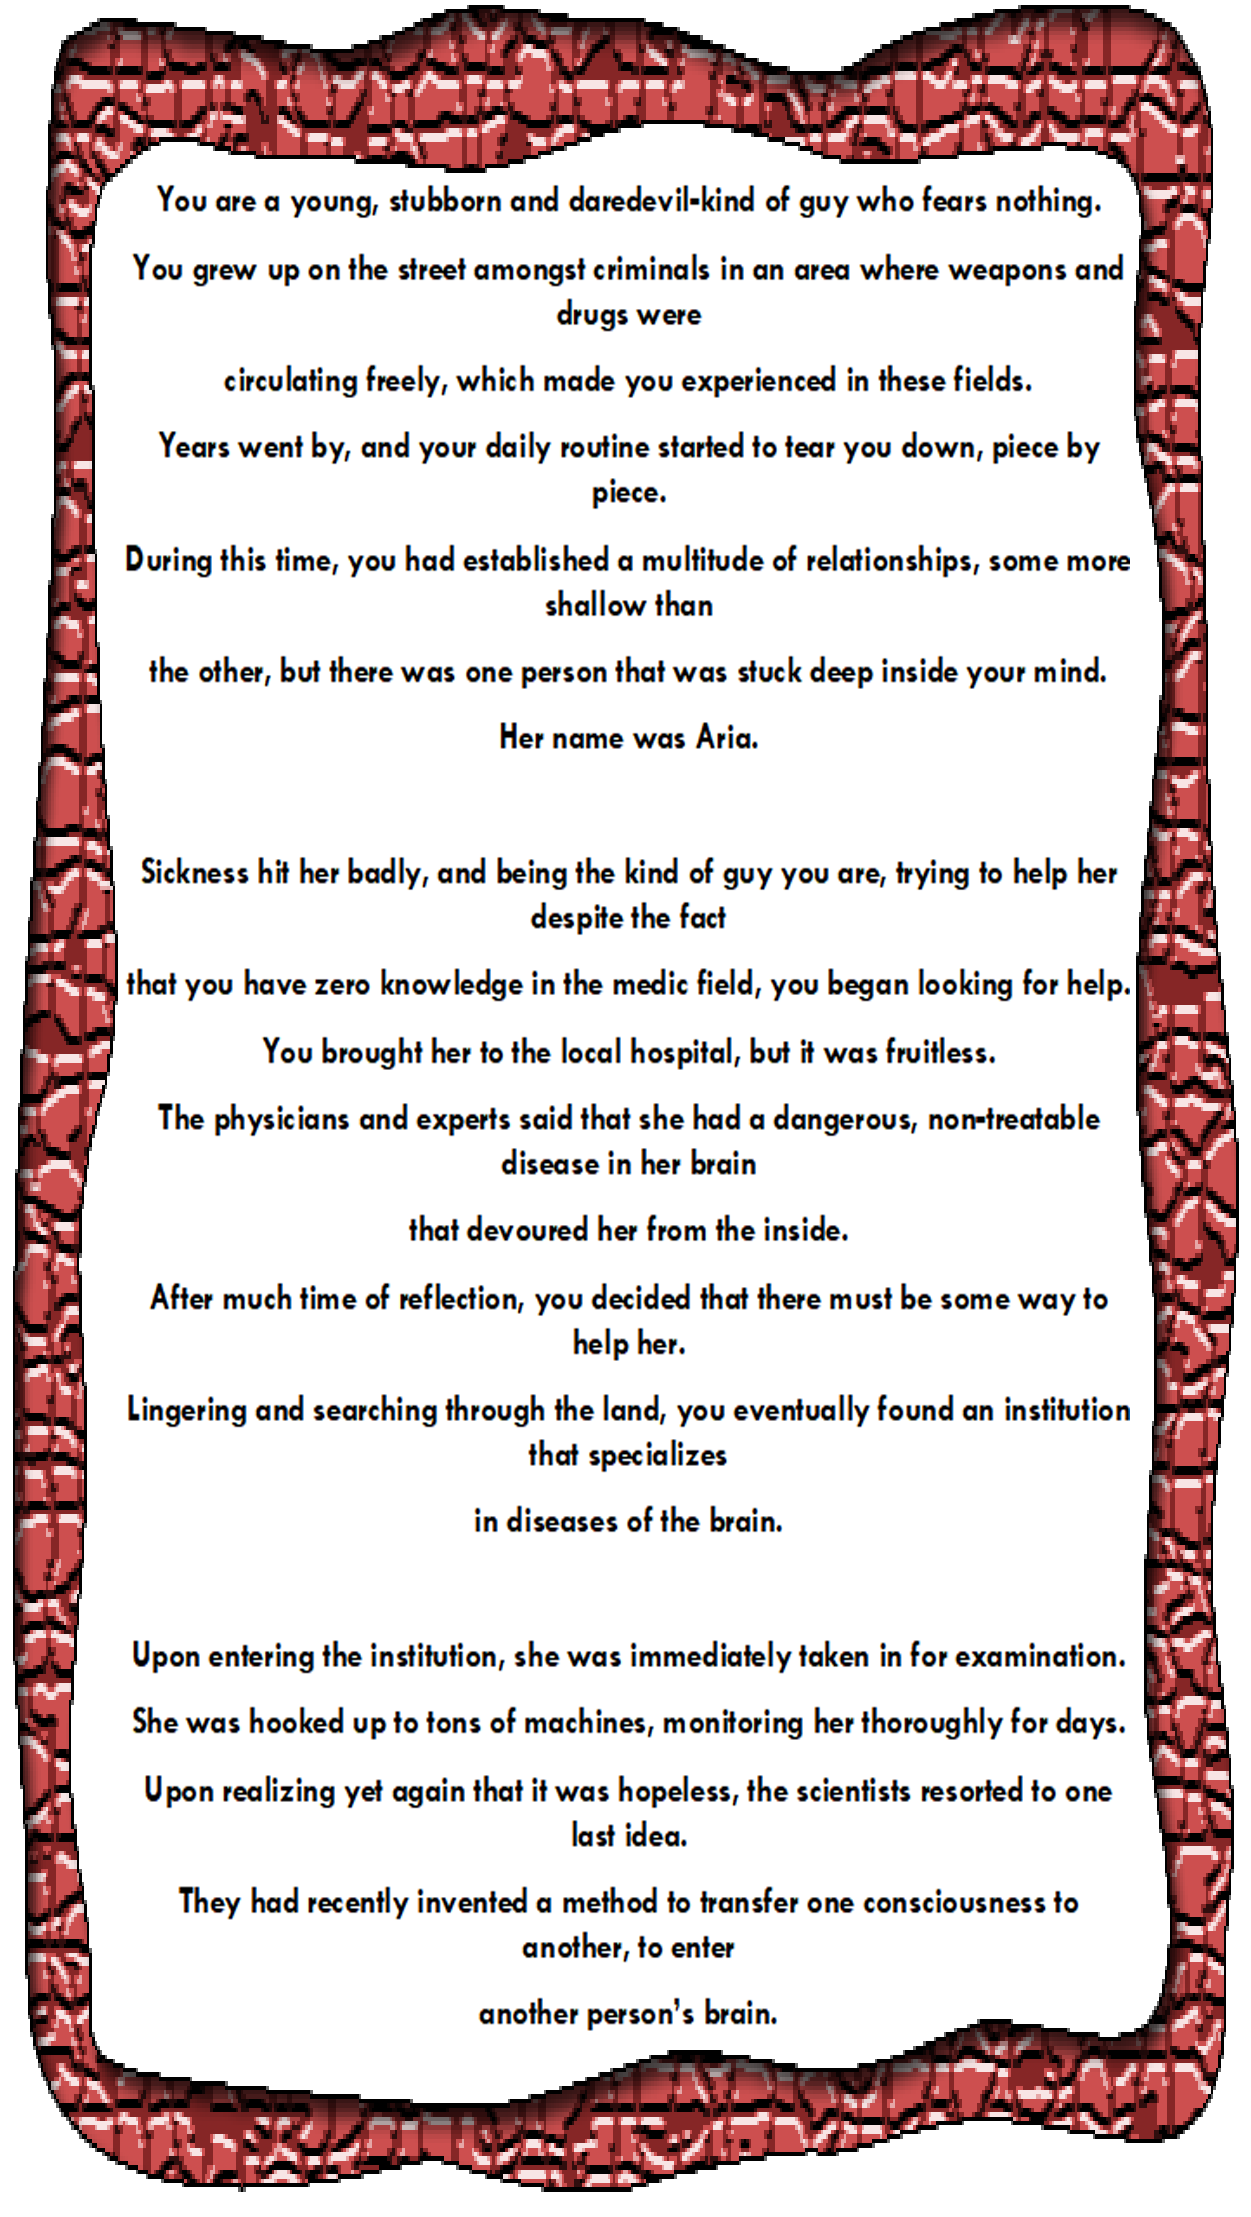 You are a young, stubborn and daredevil-kind of guy who fears nothing.
You grew up on the street amongst criminals in an area where weapons and
drugs were
circulating freely, which made you experienced in these fields.
Years went by, and your daily routine started to tear you down, piece by
piece.
During this time, you had established a multitude of relationships, some more
shallow than
the other, but there was one person that was stuck deep inside your mind.
Her name was Aria.
Sickness hit her badly, and being the kind of guy you are, trying to help her
despite the fact
that you have zero knowledge in the medic field, you began looking for help.
You brought her to the local hospital, but it was fruitless.
The physicians and experts said that she had a dangerous, non-treatable
disease in her brain
that devoured her from the inside.
After much time of reflection, you decided that there must be some way to
help her.
Lingering and searching through the land, you eventually found an institution
that specializes
in diseases of the brain.
Upon entering the institution, she was immediately taken in for examination.
She was hooked up to tons of machines, monitoring her thoroughly for days.
Upon realizing yet again that it was hopeless, the scientists resorted to one
last idea.
They had recently invented a method to transfer one consciousness to
another, to enter
another person's brain.